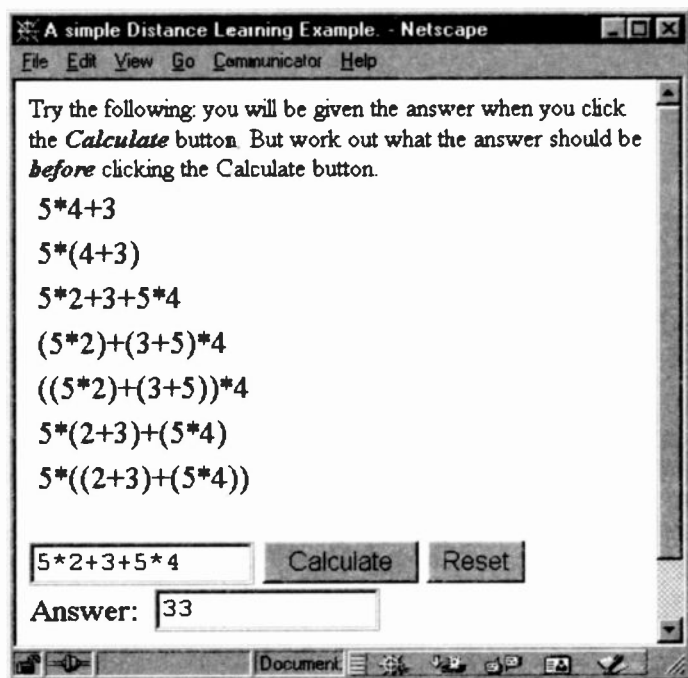 A simple Distance Learning Example. - Netscape
File Edit View Go Communicator Help
Try the following: you will be given the answer when you click
the Calculate button. But work out what the answer should be
before clicking the Calculate button.
5*4+3
5*(4+3)
5*2+3+5*4
(5*2)+(3+5)*4
((5*2)+(3+5))*4
5*(2+3)+(5*4)
5*((2+3)+(5*4))
5*2+3+5*4 Calculate Reset
Answer: 33
Document